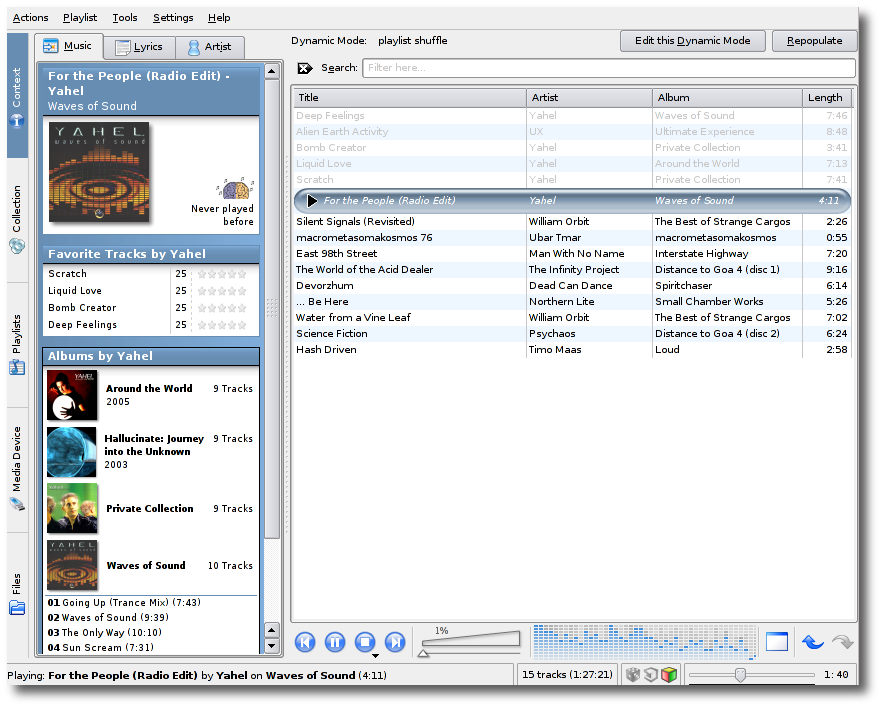 Actions Playlist Tools Settings Help
Context
Collection
Playlists
Media Device
Files
Music Lyrics Artist
For the People (Radio Edit) -
Yahel
Waves of Sound
YAHEL
waves of sound
Never played
before
Favorite Tracks by Yahel
Scratch 25
Liquid Love 25
Bomb Creator 25
Deep Feelings 25
Albums by Yahel
Around the World 9 Tracks
2005
Hallucinate: Journey 9 Tracks
into the Unknown
2003
Private Collection 9 Tracks
YAHEL
Waves of Sound 10 Tracks
01 Going Up (Trance Mix) (7:43)
02 Waves of Sound (9:39)
03 The Only Way (10:10)
04 Sun Scream (7:31)
Dynamic Mode: playlist shuffle Edit this Dynamic Mode Repopulate
Search: Filter here...
Title Artist Album Length
Deep Feelings Yahel Waves of Sound 7:46
Alien Earth Activity UX Ultimate Experience 8:48
Bomb Creator Yahel Private Collection 3:41
Liquid Love Yahel Around the World 7:13
Scratch Yahel Private Collection 7:41
For the People (Radio Edit) Yahel Waves of Sound 4:11
Silent Signals (Revisited) William Orbit The Best of Strange Cargos 2:26
macrometasomakosmos 76 Ubar Tmar macrometasomakosmos 0:55
East 98th Street Man With No Name Interstate Highway 7:20
The World of the Acid Dealer The Infinity Project Distance to Goa 4 (disc 1) 9:16
Devorzhum Dead Can Dance Spiritchaser 6:14
... Be Here Northern Lite Small Chamber Works 5:26
Water from a Vine Leaf William Orbit The Best of Strange Cargos 7:02
Science Fiction Psychaos Distance to Goa 4 (disc 2) 6:24
Hash Driven Timo Maas Loud 2:58
1%
Playing: For the People (Radio Edit) by Yahel on Waves of Sound (4:11) 15 tracks (1:27:21) 1: 40